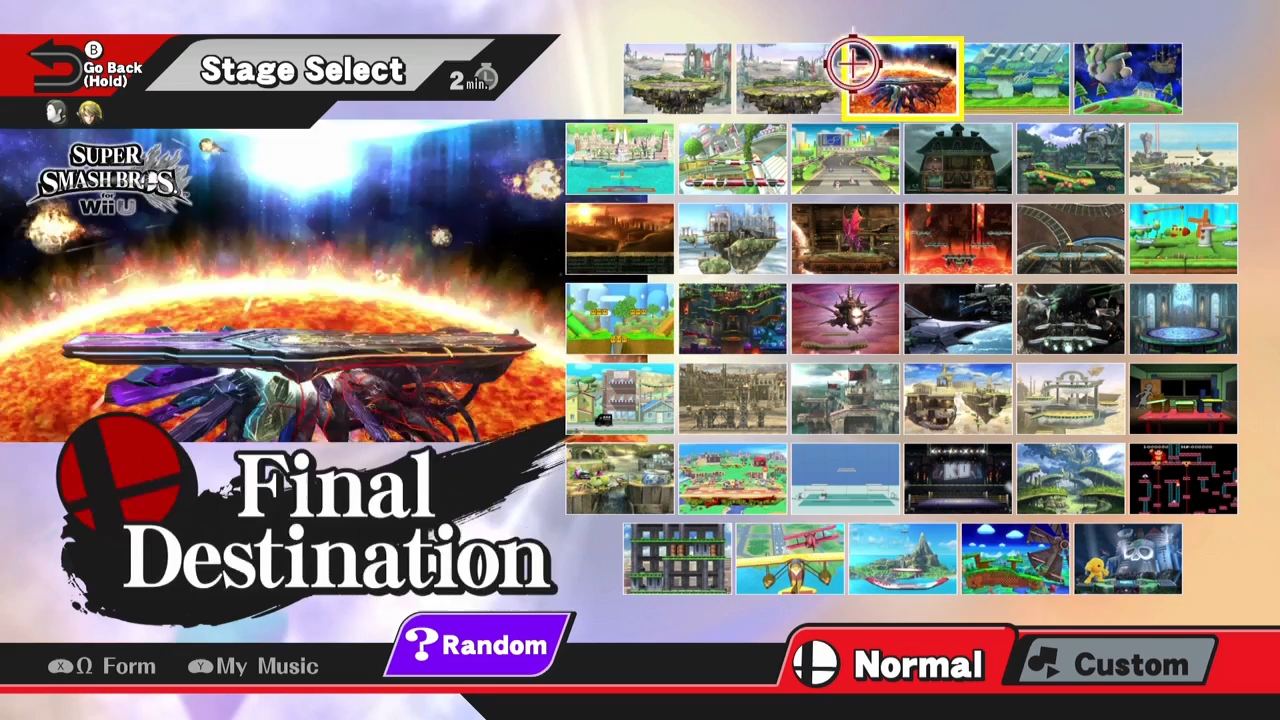 B
Go Back
(Hold)
Stage Select
2 min.
SUPER
SMASH BROS.
for
Wii U
Final
Destination
? Random
X Ω Form
Y My Music
Normal
Custom